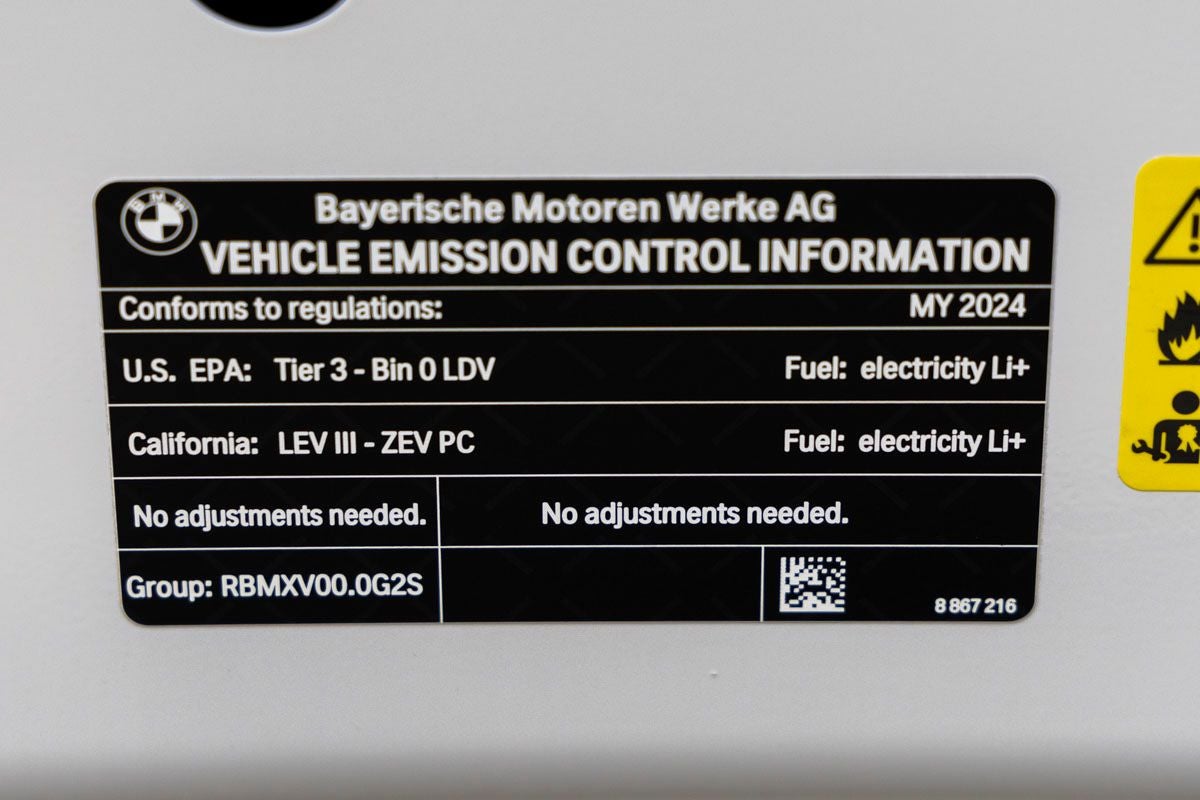 BMW
Bayerische Motoren Werke AG
VEHICLE EMISSION CONTROL INFORMATION
Conforms to regulations: MY 2024
U.S. EPA: Tier 3 - Bin 0 LDV Fuel: electricity Li+
California: LEV III - ZEV PC Fuel: electricity Li+
No adjustments needed. No adjustments needed.
Group: RBMXV00.0G2S 8 867 216